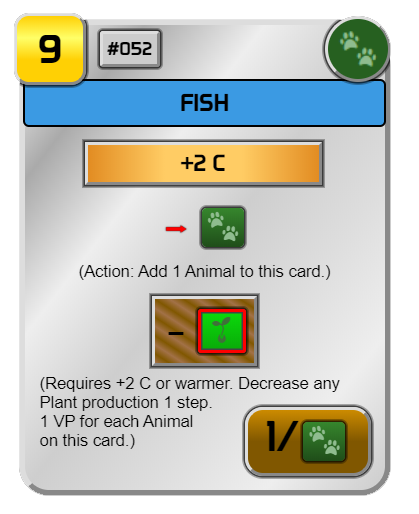 9 #052
FISH
+2 C
(Action: Add 1 Animal to this card.)
–
(Requires +2 C or warmer. Decrease any
Plant production 1 step.
1 VP for each Animal
on this card.)
1/